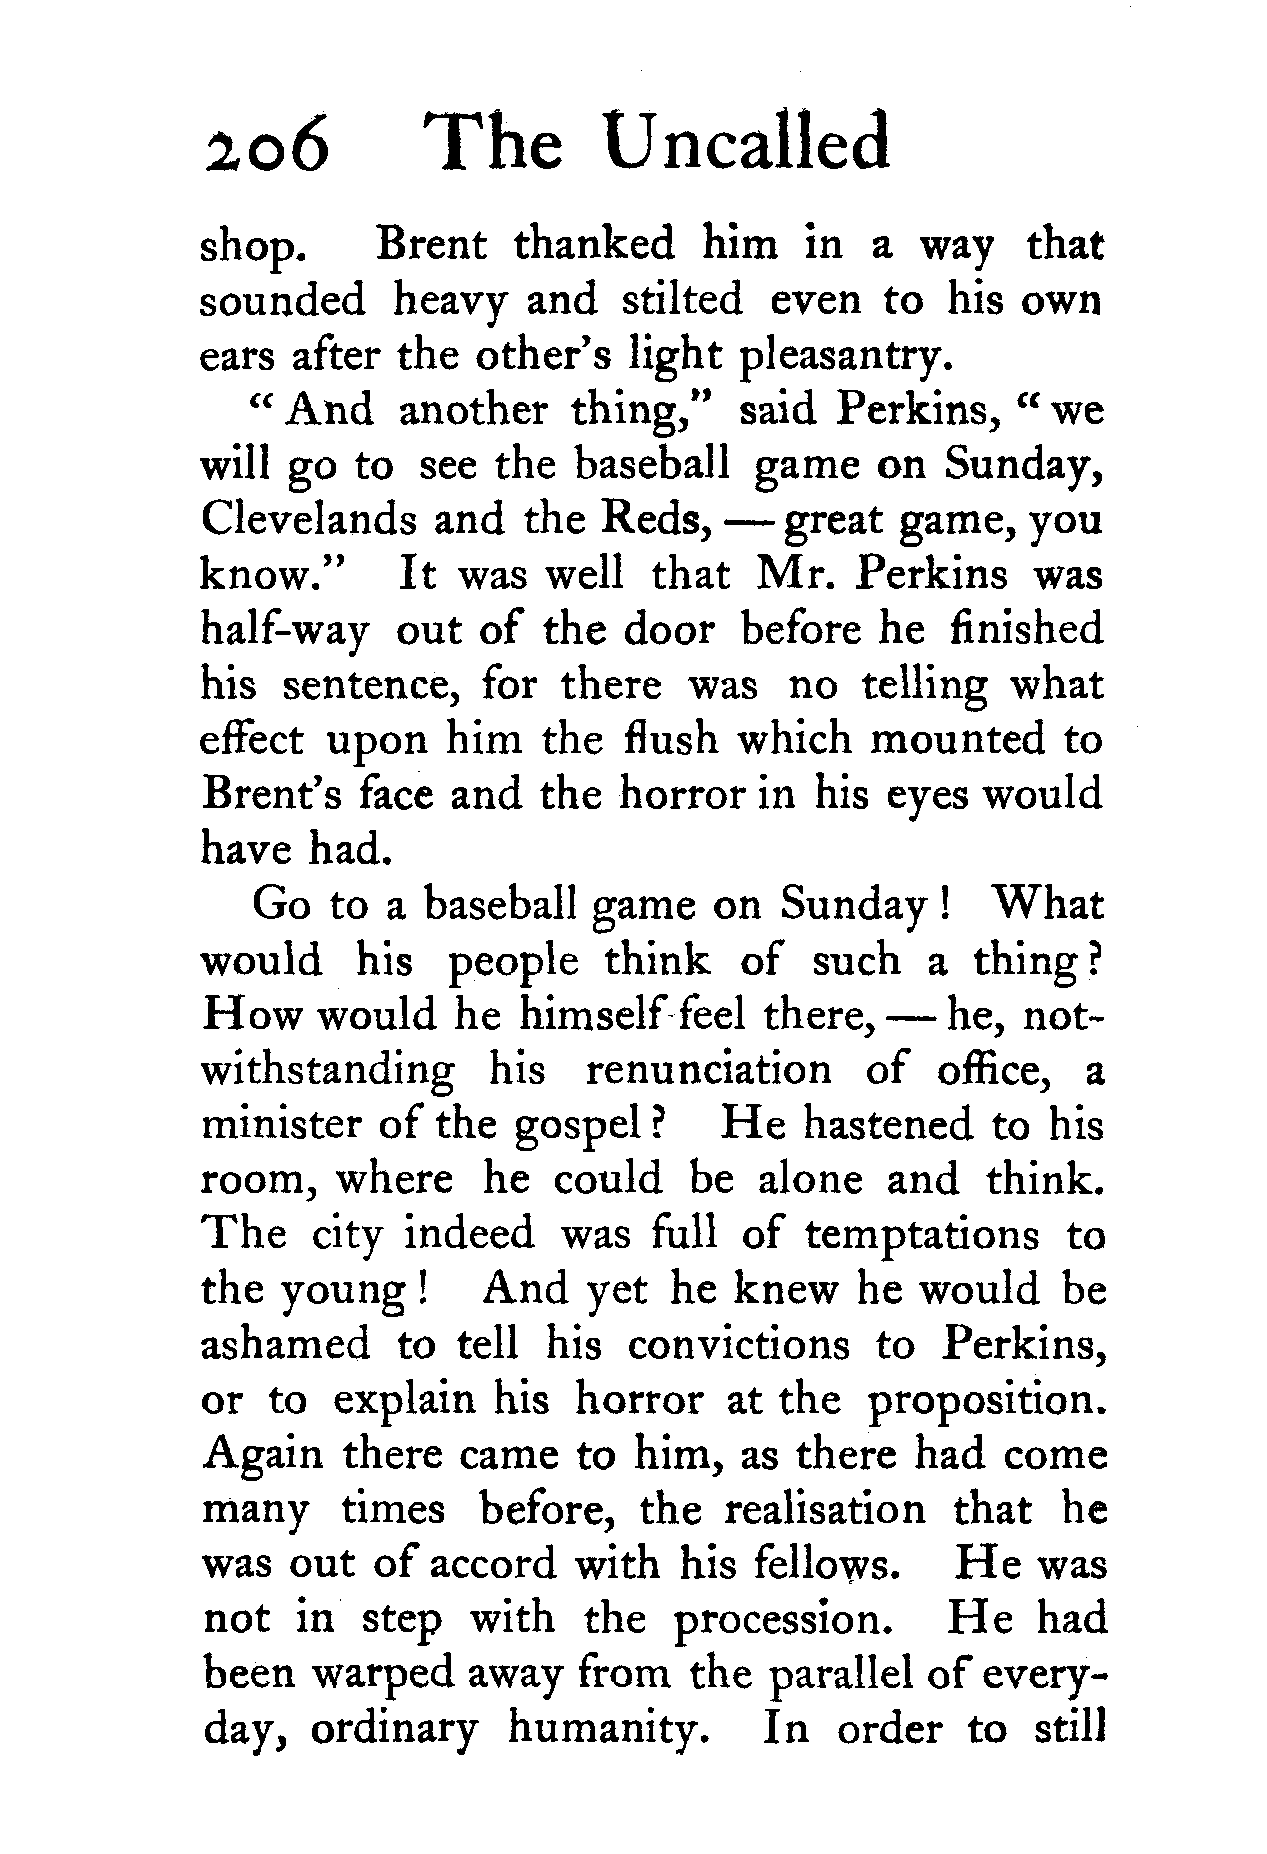 206 The Uncalled
shop. Brent thanked him in a way that
sounded heavy and stilted even to his own
ears after the other's light pleasantry.
"And another thing," said Perkins, "we
will go to see the baseball game on Sunday,
Clevelands and the Reds, — great game, you
know." It was well that Mr. Perkins was
half-way out of the door before he finished
his sentence, for there was no telling what
effect upon him the flush which mounted to
Brent's face and the horror in his eyes would
have had.
Go to a baseball game on Sunday! What
would his people think of such a thing?
How would he himself feel there, — he, not-
withstanding his renunciation of office, a
minister of the gospel? He hastened to his
room, where he could be alone and think.
The city indeed was full of temptations to
the young! And yet he knew he would be
ashamed to tell his convictions to Perkins,
or to explain his horror at the proposition.
Again there came to him, as there had come
many times before, the realisation that he
was out of accord with his fellows. He was
not in step with the procession. He had
been warped away from the parallel of every-
day, ordinary humanity. In order to still